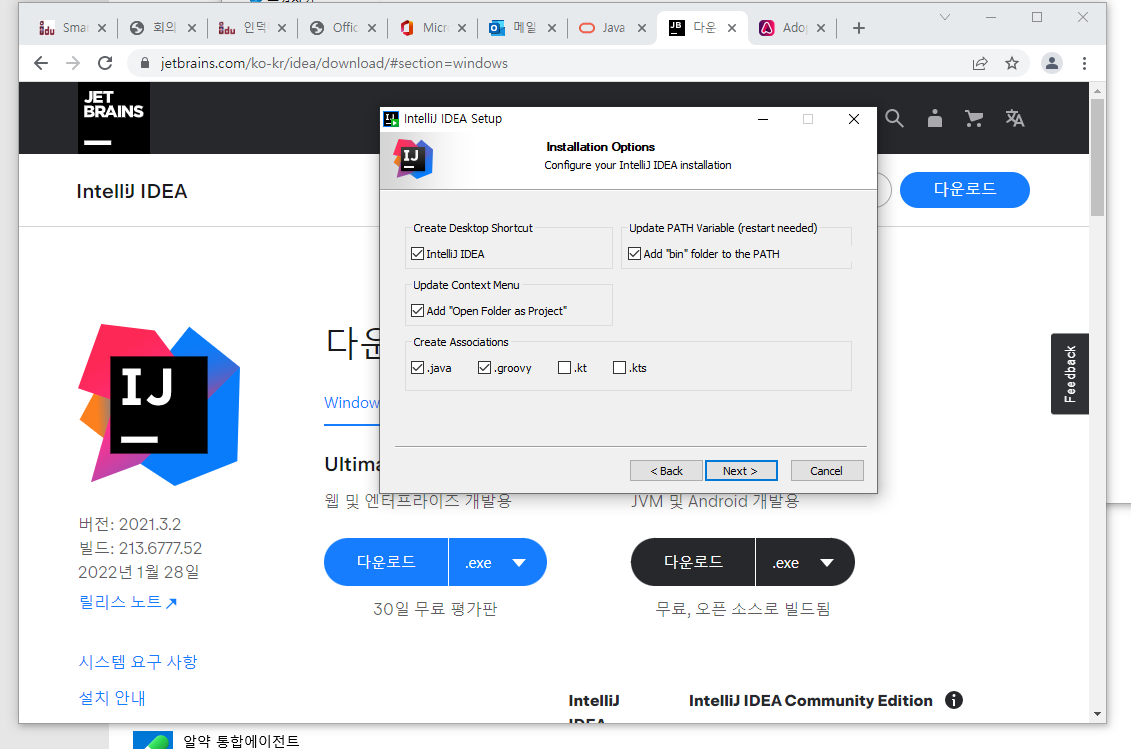 Sma
회의
인덕
Offic
Micr
메일
Java
다운
Ado
jetbrains.com/ko-kr/idea/download/#section=windows
JET
BRAINS
IntelliJ IDEA
다운로드
IntelliJ IDEA Setup
Installation Options
Configure your IntelliJ IDEA installation
Create Desktop Shortcut
IntelliJ IDEA
Update PATH Variable (restart needed)
Add "bin" folder to the PATH
Update Context Menu
Add "Open Folder as Project"
Create Associations
.java .groovy .kt .kts
< Back Next > Cancel
Feedback
IJ
버전: 2021.3.2
빌드: 213.6777.52
2022년 1월 28일
릴리스 노트
시스템 요구 사항
설치 안내
다운
Window
Ultima
웹 및 엔터프라이즈 개발용
다운로드 .exe
30일 무료 평가판
JVM 및 Android 개발용
다운로드 .exe
무료, 오픈 소스로 빌드됨
IntelliJ
IDEA
IntelliJ IDEA Community Edition
알약 통합에이전트